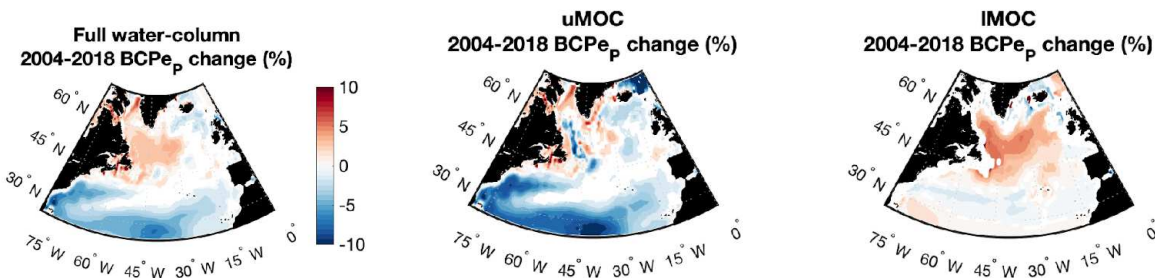 Full water-column
2004-2018 BCPe_P change (%)
60° N
45° N
30° N
75° W
60° W
45° W
30° W
15° W
0°
10
5
0
-5
-10
uMOC
2004-2018 BCPe_P change (%)
60° N
45° N
30° N
75° W
60° W
45° W
30° W
15° W
0°
lMOC
2004-2018 BCPe_P change (%)
60° N
45° N
30° N
75° W
60° W
45° W
30° W
15° W
0°